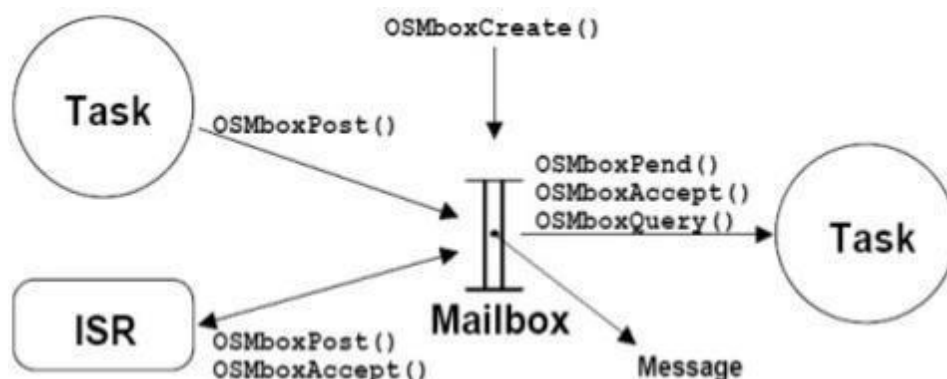 OSMboxCreate()
Task
OSMboxPost()
OSMboxPend()
OSMboxAccept()
OSMboxQuery()
Task
ISR
Mailbox
OSMboxPost()
OSMboxAccept()
Message